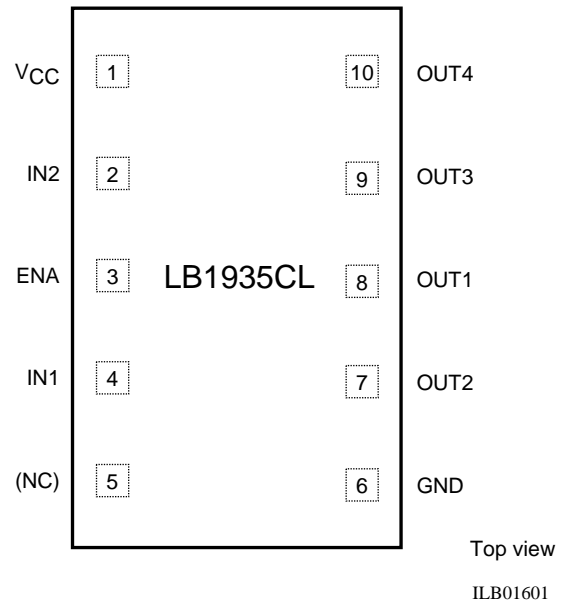 VCC 1 10 OUT4
IN2 2 9 OUT3
ENA 3 LB1935CL 8 OUT1
IN1 4 7 OUT2
(NC) 5 6 GND
Top view
ILB01601